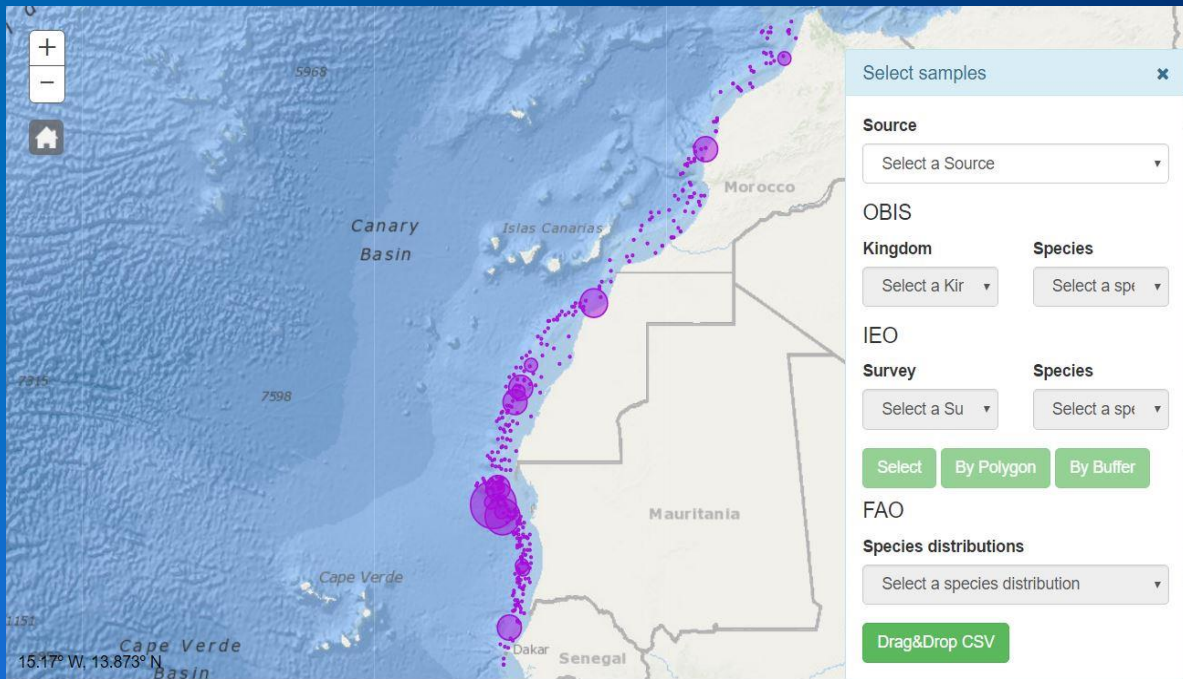 +
5968
−
Canary
Basin
Islas Canarias
Morocco
7315
7598
Mauritania
Cape Verde
1151
Cape Verde
Basin
15.17° W, 13.873° N
Dakar
Senegal
Select samples
×
Source
Select a Source
OBIS
Kingdom
Species
Select a Kir
Select a spe
IEO
Survey
Species
Select a Su
Select a spe
Select
By Polygon
By Buffer
FAO
Species distributions
Select a species distribution
Drag&Drop CSV